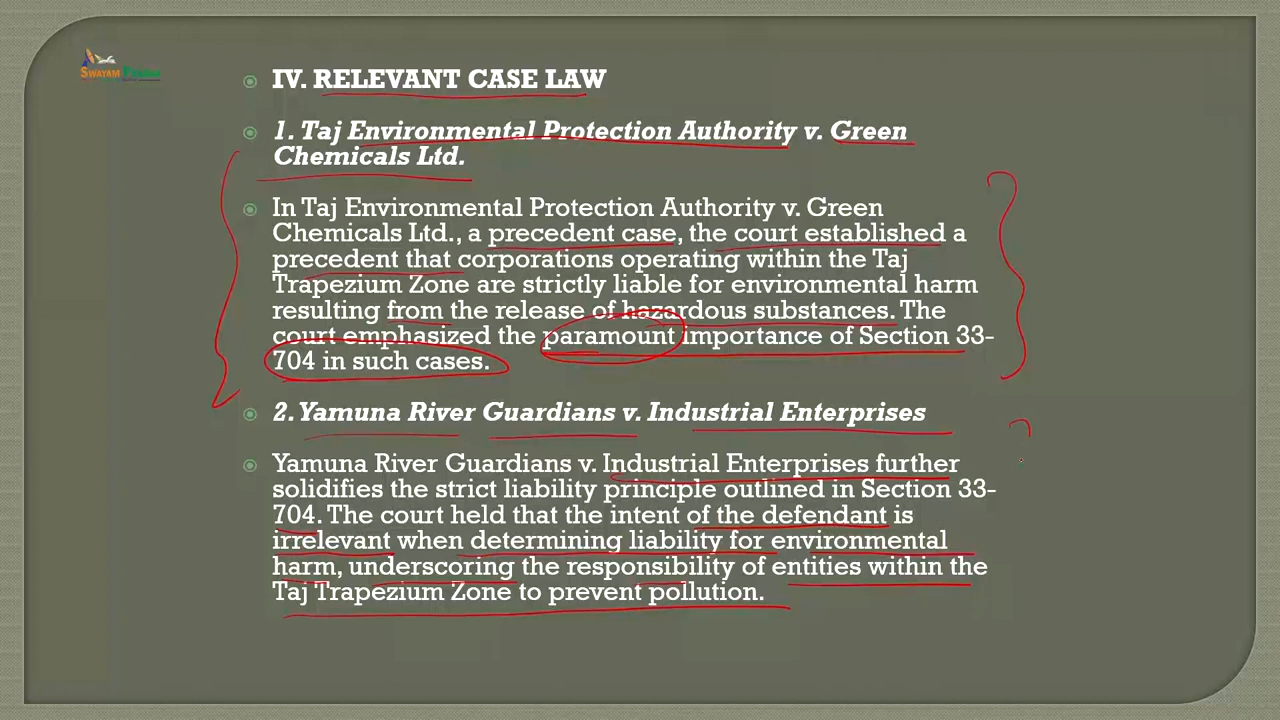 SWAYAM
IV. RELEVANT CASE LAW
1. Taj Environmental Protection Authority v. Green
Chemicals Ltd.
In Taj Environmental Protection Authority v. Green
Chemicals Ltd., a precedent case, the court established a
precedent that corporations operating within the Taj
Trapezium Zone are strictly liable for environmental harm
resulting from the release of hazardous substances. The
court emphasized the paramount importance of Section 33-
704 in such cases.
2. Yamuna River Guardians v. Industrial Enterprises
Yamuna River Guardians v. Industrial Enterprises further
solidifies the strict liability principle outlined in Section 33-
704. The court held that the intent of the defendant is
irrelevant when determining liability for environmental
harm, underscoring the responsibility of entities within the
Taj Trapezium Zone to prevent pollution.